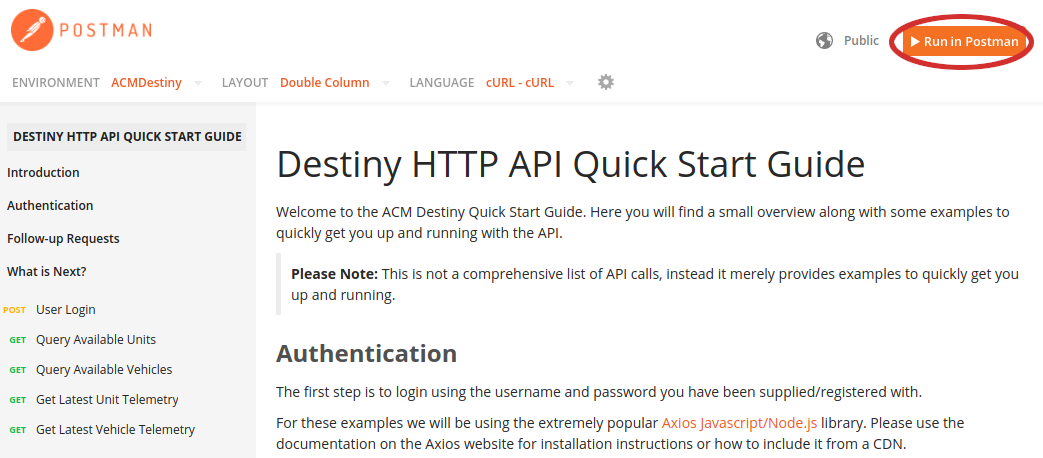 POSTMAN
Public
Run in Postman
ENVIRONMENT ACMDestiny LAYOUT Double Column LANGUAGE cURL - cURL
DESTINY HTTP API QUICK START GUIDE
Introduction
Authentication
Follow-up Requests
What is Next?
POST User Login
GET Query Available Units
GET Query Available Vehicles
GET Get Latest Unit Telemetry
GET Get Latest Vehicle Telemetry
Destiny HTTP API Quick Start Guide
Welcome to the ACM Destiny Quick Start Guide. Here you will find a small overview along with some examples to
quickly get you up and running with the API.
Please Note: This is not a comprehensive list of API calls, instead it merely provides examples to quickly get you
up and running.
Authentication
The first step is to login using the username and password you have been supplied/registered with.
For these examples we will be using the extremely popular Axios Javascript/Node.js library. Please use the
documentation on the Axios website for installation instructions or how to include it from a CDN.